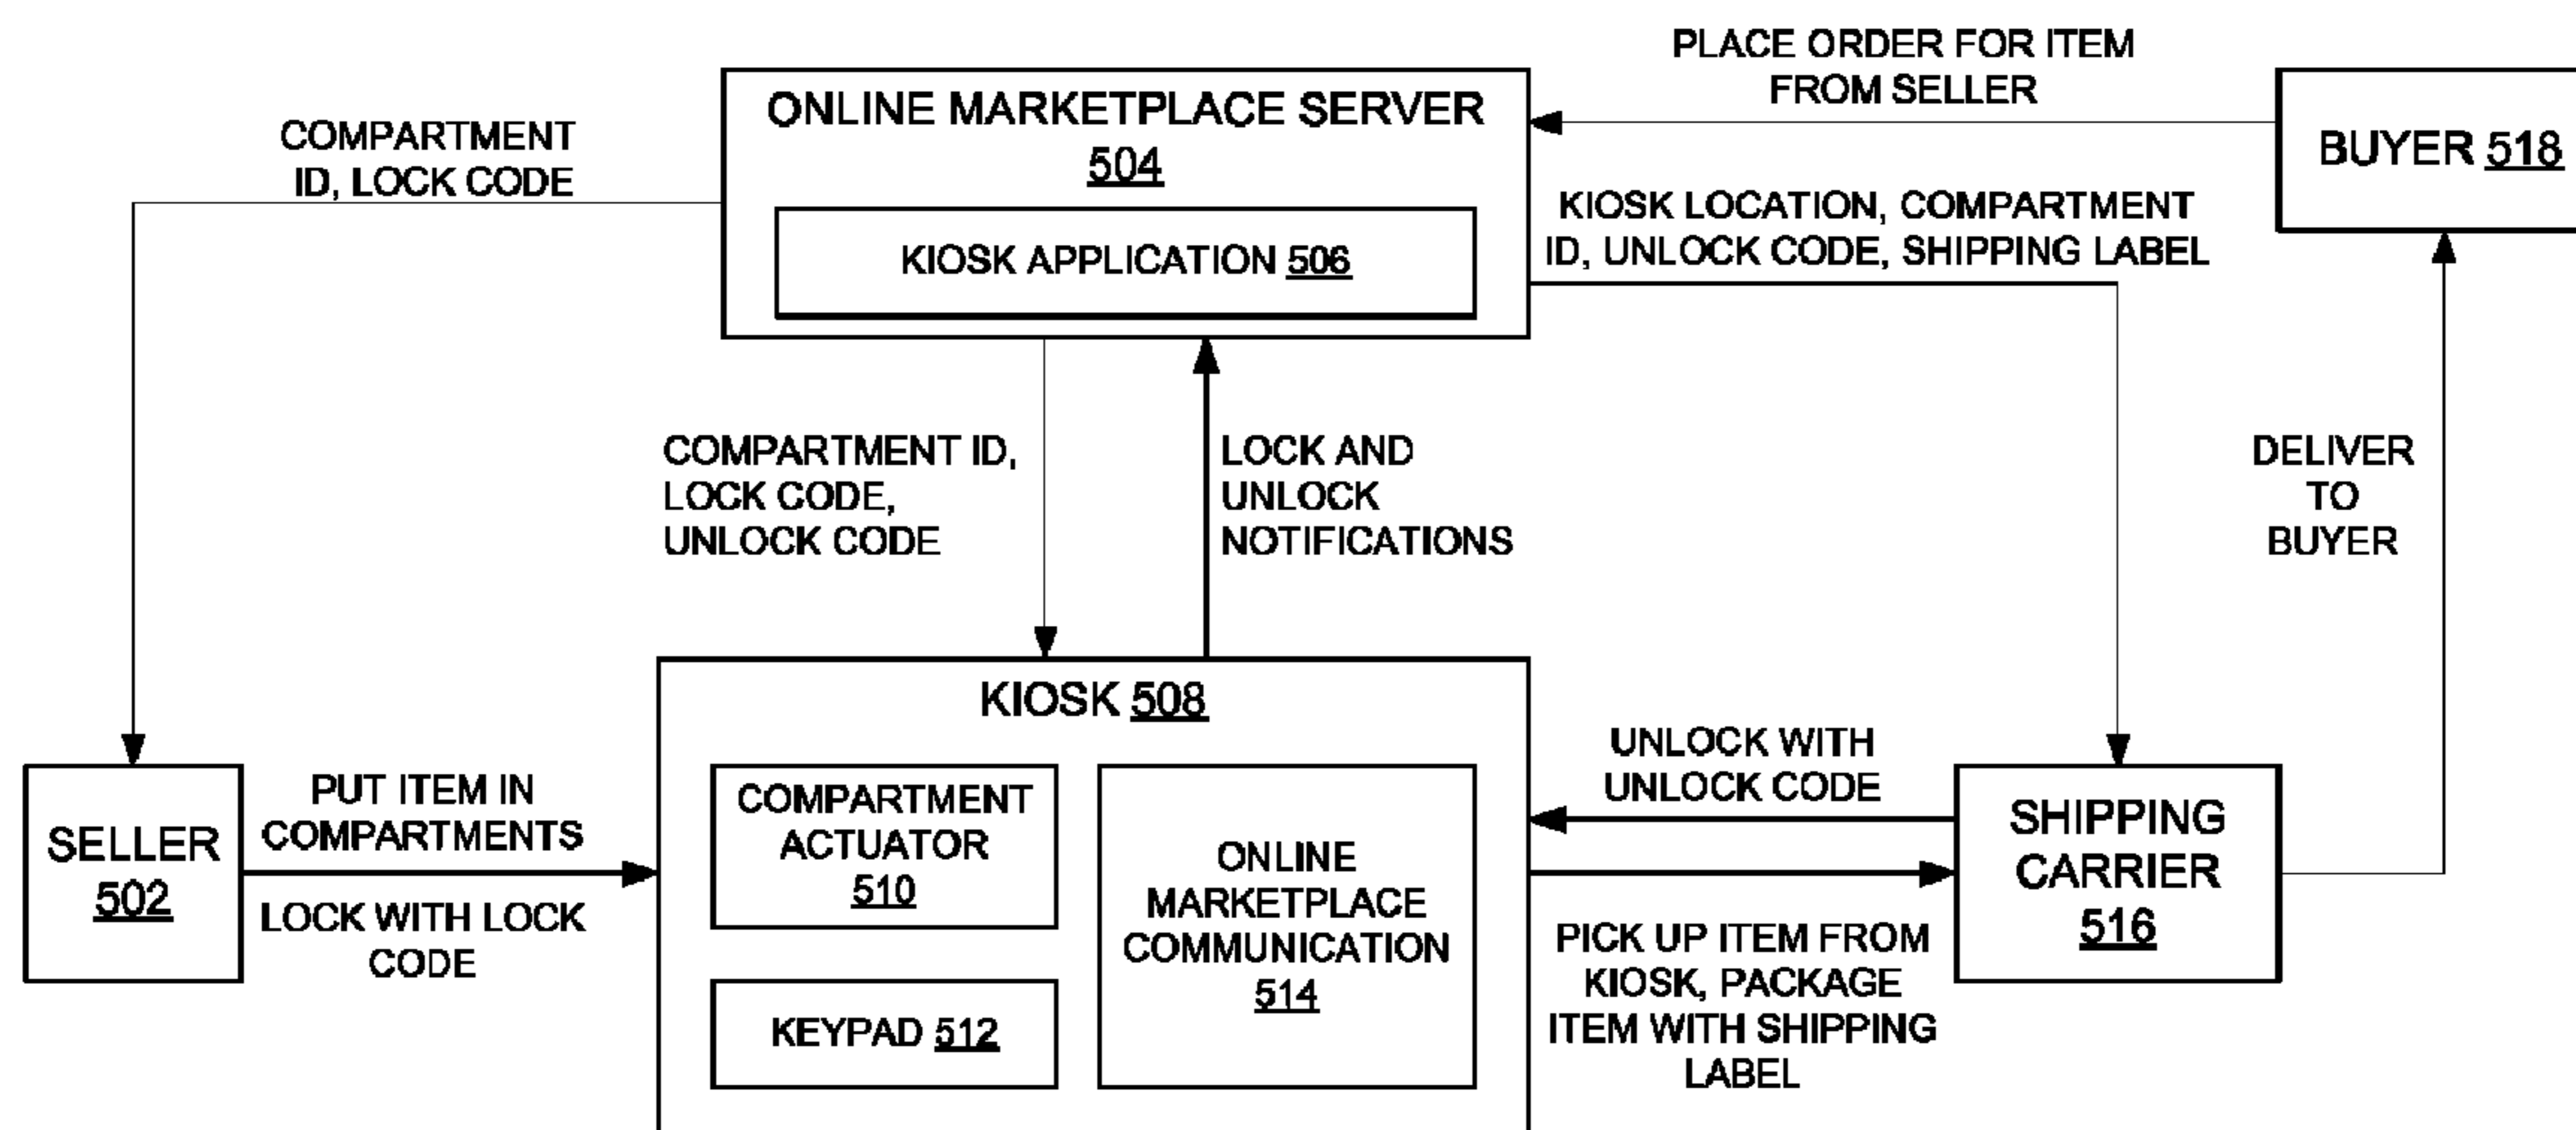 PLACE ORDER FOR ITEM
FROM SELLER
ONLINE MARKETPLACE SERVER
504
KIOSK APPLICATION 506
BUYER 518
COMPARTMENT
ID, LOCK CODE
KIOSK LOCATION, COMPARTMENT
ID, UNLOCK CODE, SHIPPING LABEL
COMPARTMENT ID,
LOCK CODE,
UNLOCK CODE
LOCK AND
UNLOCK
NOTIFICATIONS
DELIVER
TO
BUYER
KIOSK 508
SELLER
502
PUT ITEM IN
COMPARTMENTS
LOCK WITH LOCK
CODE
COMPARTMENT
ACTUATOR
510
KEYPAD 512
ONLINE
MARKETPLACE
COMMUNICATION
514
UNLOCK WITH
UNLOCK CODE
PICK UP ITEM FROM
KIOSK, PACKAGE
ITEM WITH SHIPPING
LABEL
SHIPPING
CARRIER
516